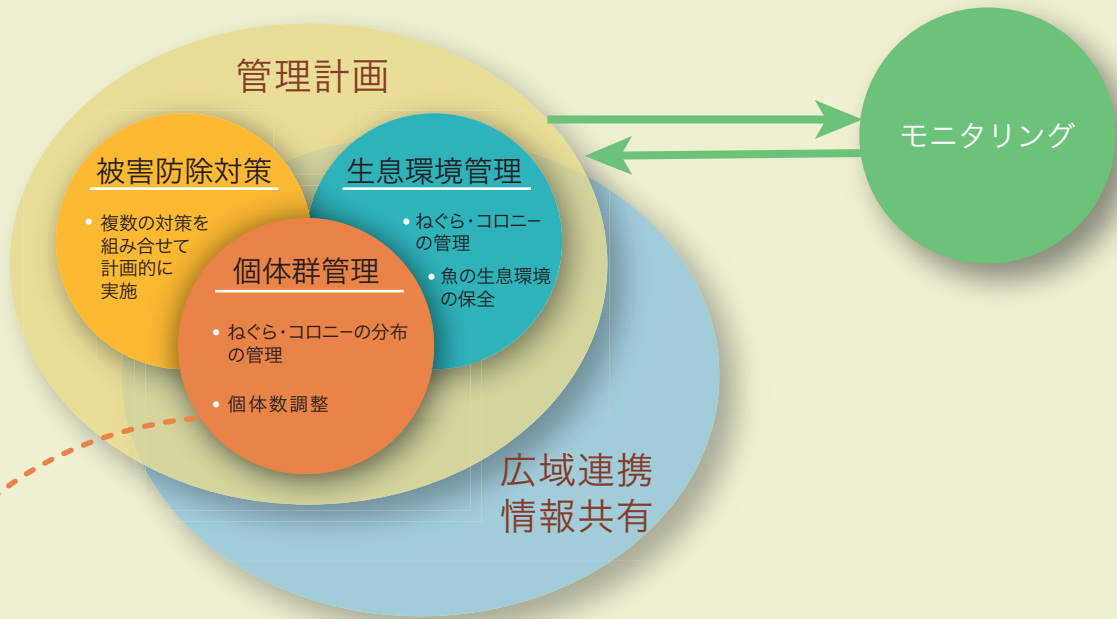 管理計画
被害防除対策
• 複数の対策を
組み合せて
計画的に
実施
生息環境管理
• ねぐら・コロニー
の管理
• 魚の生息環境
の保全
個体群管理
• ねぐら・コロニーの分布
の管理
• 個体数調整
広域連携
情報共有
モニタリング